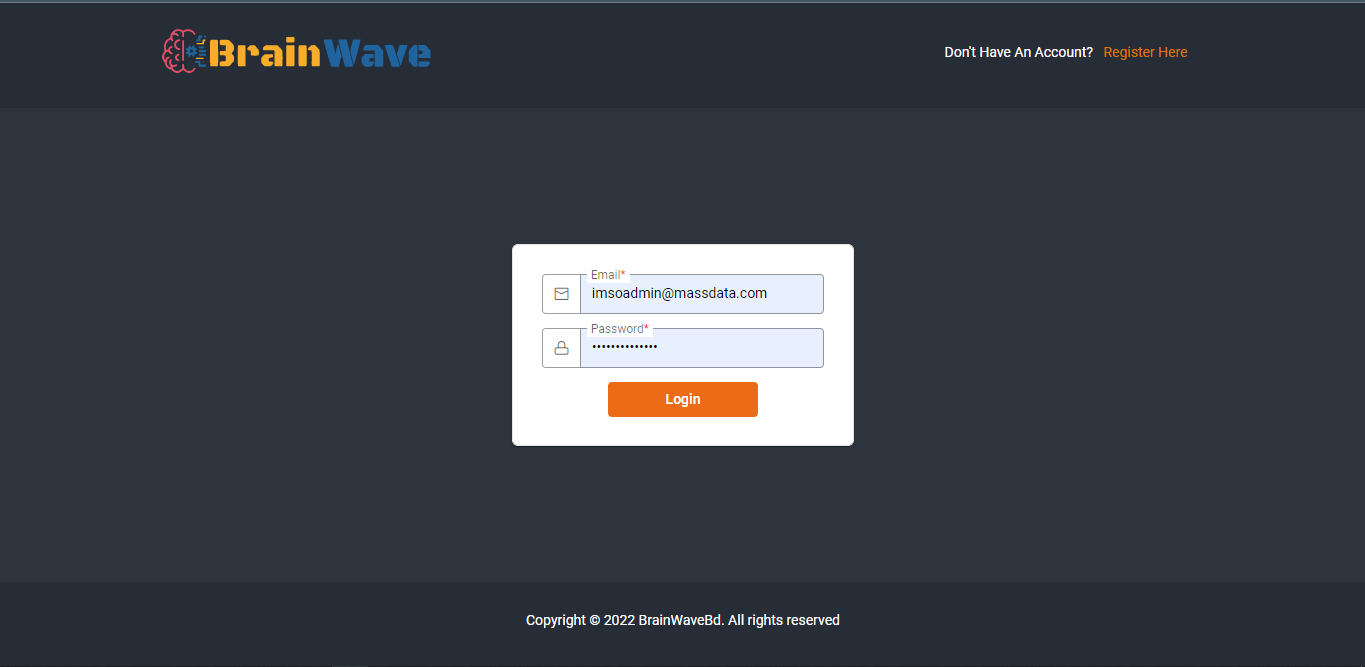 BrainWave
Don't Have An Account? Register Here
Email*
imsoadmin@massdata.com
Password*
••••••••••••••
Login
Copyright © 2022 BrainWaveBd. All rights reserved